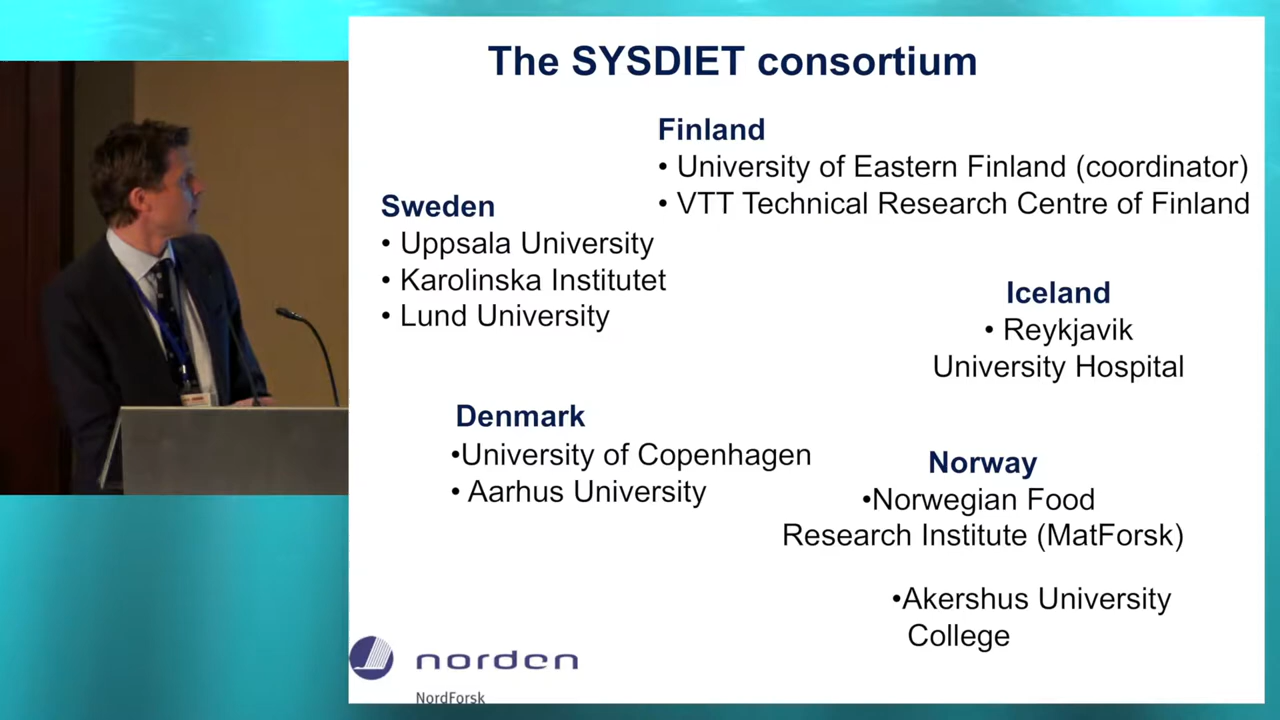 The SYSDIET consortium
Finland
• University of Eastern Finland (coordinator)
• VTT Technical Research Centre of Finland
Sweden
• Uppsala University
• Karolinska Institutet
• Lund University
Iceland
• Reykjavik
University Hospital
Denmark
•University of Copenhagen
• Aarhus University
Norway
•Norwegian Food
Research Institute (MatForsk)
•Akershus University
College
norden
NordForsk